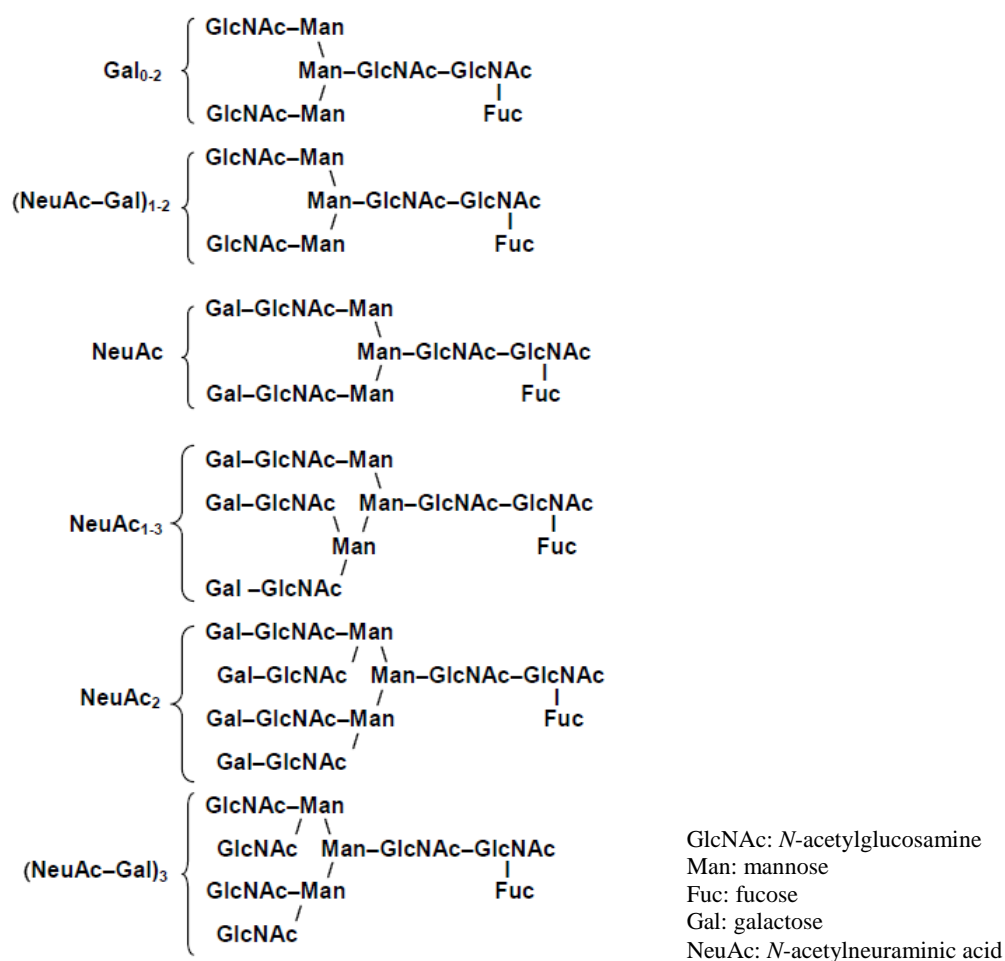 GlcNAc–Man
Gal0-2 Man–GlcNAc–GlcNAc
GlcNAc–Man Fuc
GlcNAc–Man
(NeuAc–Gal)1-2 Man–GlcNAc–GlcNAc
GlcNAc–Man Fuc
Gal–GlcNAc–Man
NeuAc Man–GlcNAc–GlcNAc
Gal–GlcNAc–Man Fuc
Gal–GlcNAc–Man
Gal–GlcNAc Man–GlcNAc–GlcNAc
NeuAc1-3
Man Fuc
Gal –GlcNAc
Gal–GlcNAc–Man
Gal–GlcNAc Man–GlcNAc–GlcNAc
NeuAc2
Gal–GlcNAc–Man Fuc
Gal–GlcNAc
GlcNAc–Man
GlcNAc Man–GlcNAc–GlcNAc
(NeuAc–Gal)3
GlcNAc–Man Fuc
GlcNAc
GlcNAc: N-acetylglucosamine
Man: mannose
Fuc: fucose
Gal: galactose
NeuAc: N-acetylneuraminic acid